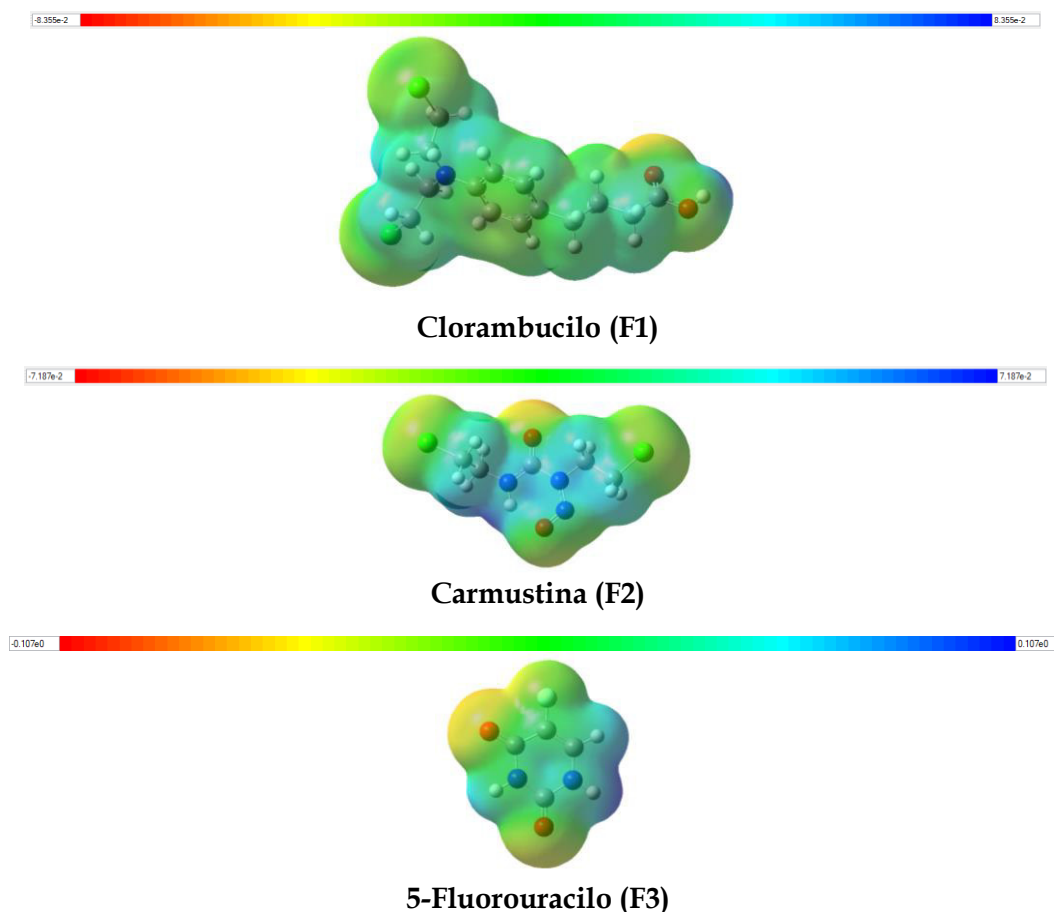 -8.355e-2 8.355e-2
Clorambucilo (F1)
-7.187e-2 7.187e-2
Carmustina (F2)
-0.107e0 0.107e0
5-Fluorouracilo (F3)